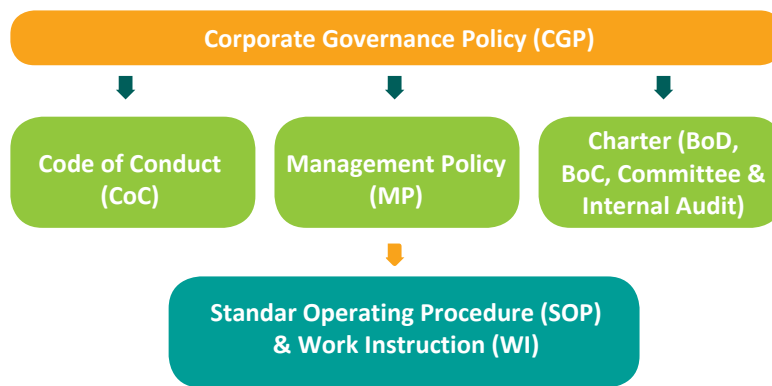 Corporate Governance Policy (CGP)
Code of Conduct
(CoC)
Management Policy
(MP)
Charter (BoD,
BoC, Committee &
Internal Audit)
Standar Operating Procedure (SOP)
& Work Instruction (WI)